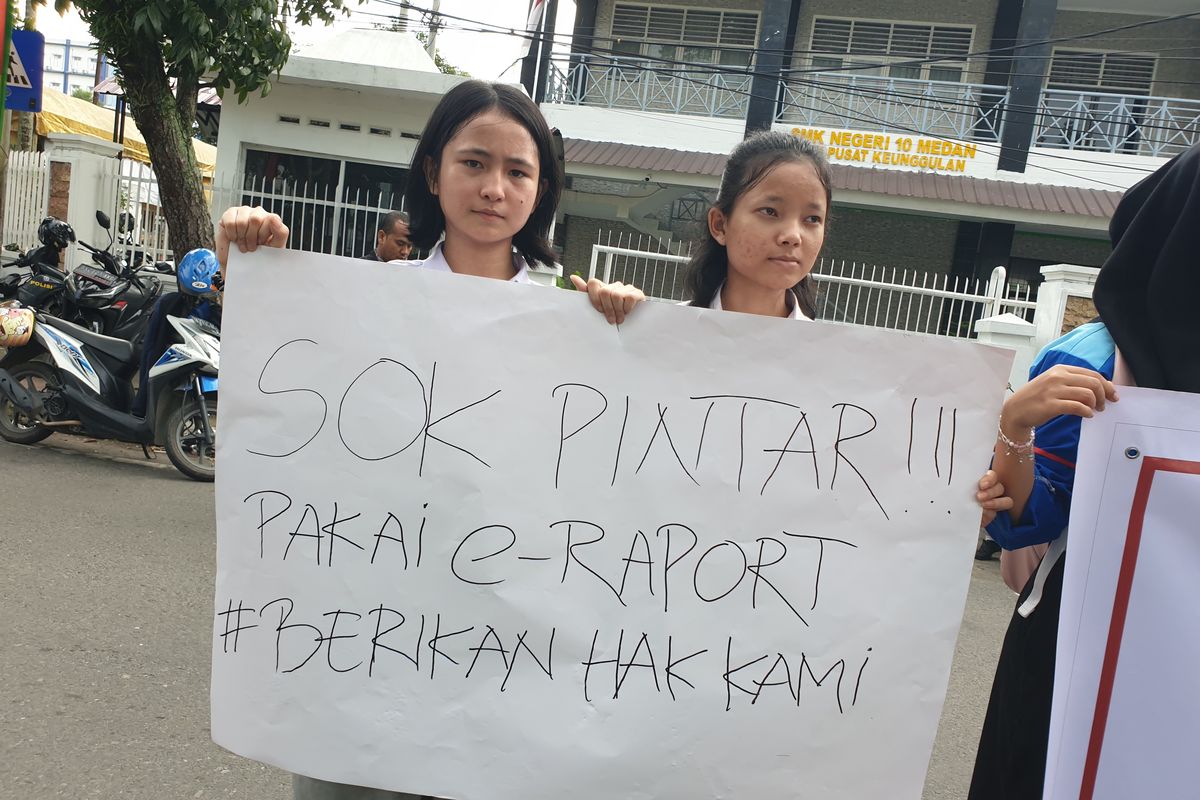 SMK NEGERI 10 MEDAN
PUSAT KEUNGGULAN
SOK PINTAR!!!
PAKAI e-RAPORT
#BERIKAN HAK KAMI
POLISI